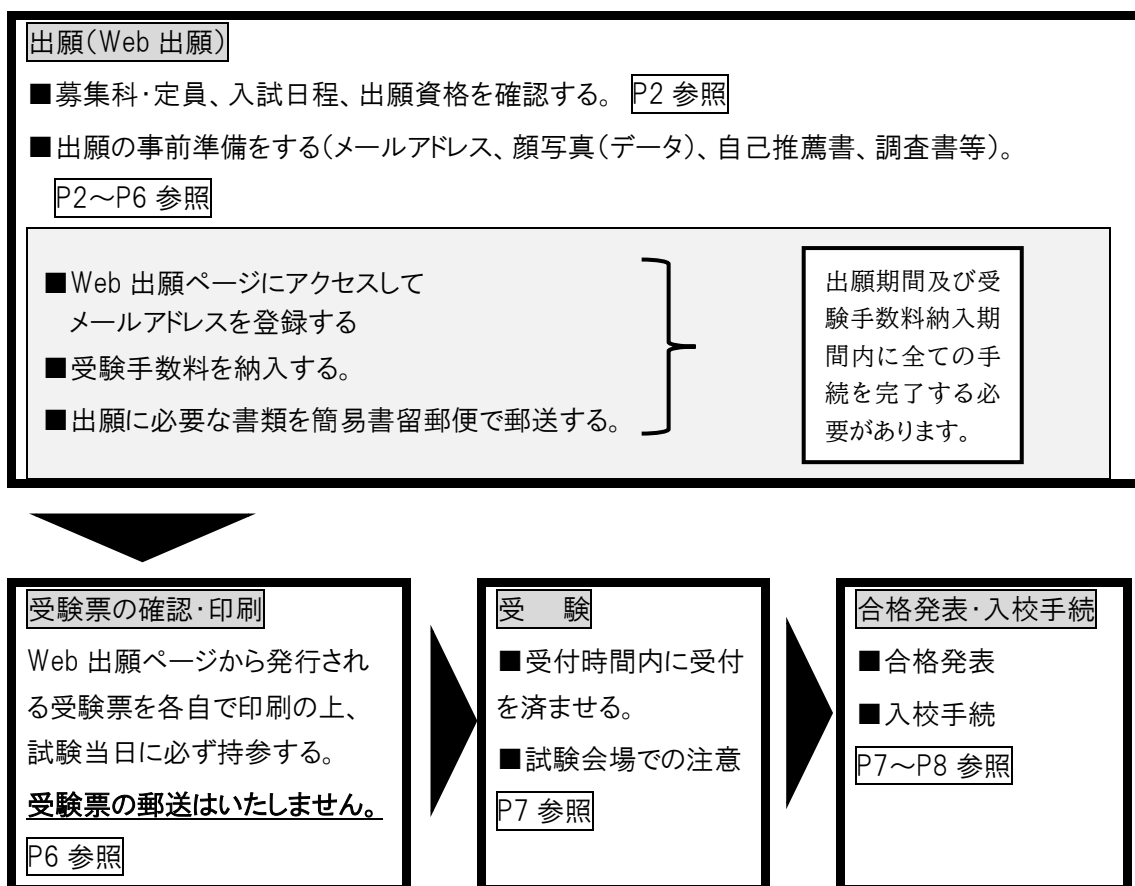 出願(Web 出願)
■募集科・定員、入試日程、出願資格を確認する。 P2 参照
■出願の事前準備をする(メールアドレス、顔写真(データ)、自己推薦書、調査書等)。
P2～P6 参照
■Web 出願ページにアクセスして
メールアドレスを登録する
■受験手数料を納入する。
■出願に必要な書類を簡易書留郵便で郵送する。
出願期間及び受
験手数料納入期
間内に全ての手
続を完了する必
要があります。
受験票の確認・印刷
Web 出願ページから発行され
る受験票を各自で印刷の上、
試験当日に必ず持参する。
受験票の郵送はいたしません。
P6 参照
受 験
■受付時間内に受付
を済ませる。
■試験会場での注意
P7 参照
合格発表・入校手続
■合格発表
■入校手続
P7～P8 参照